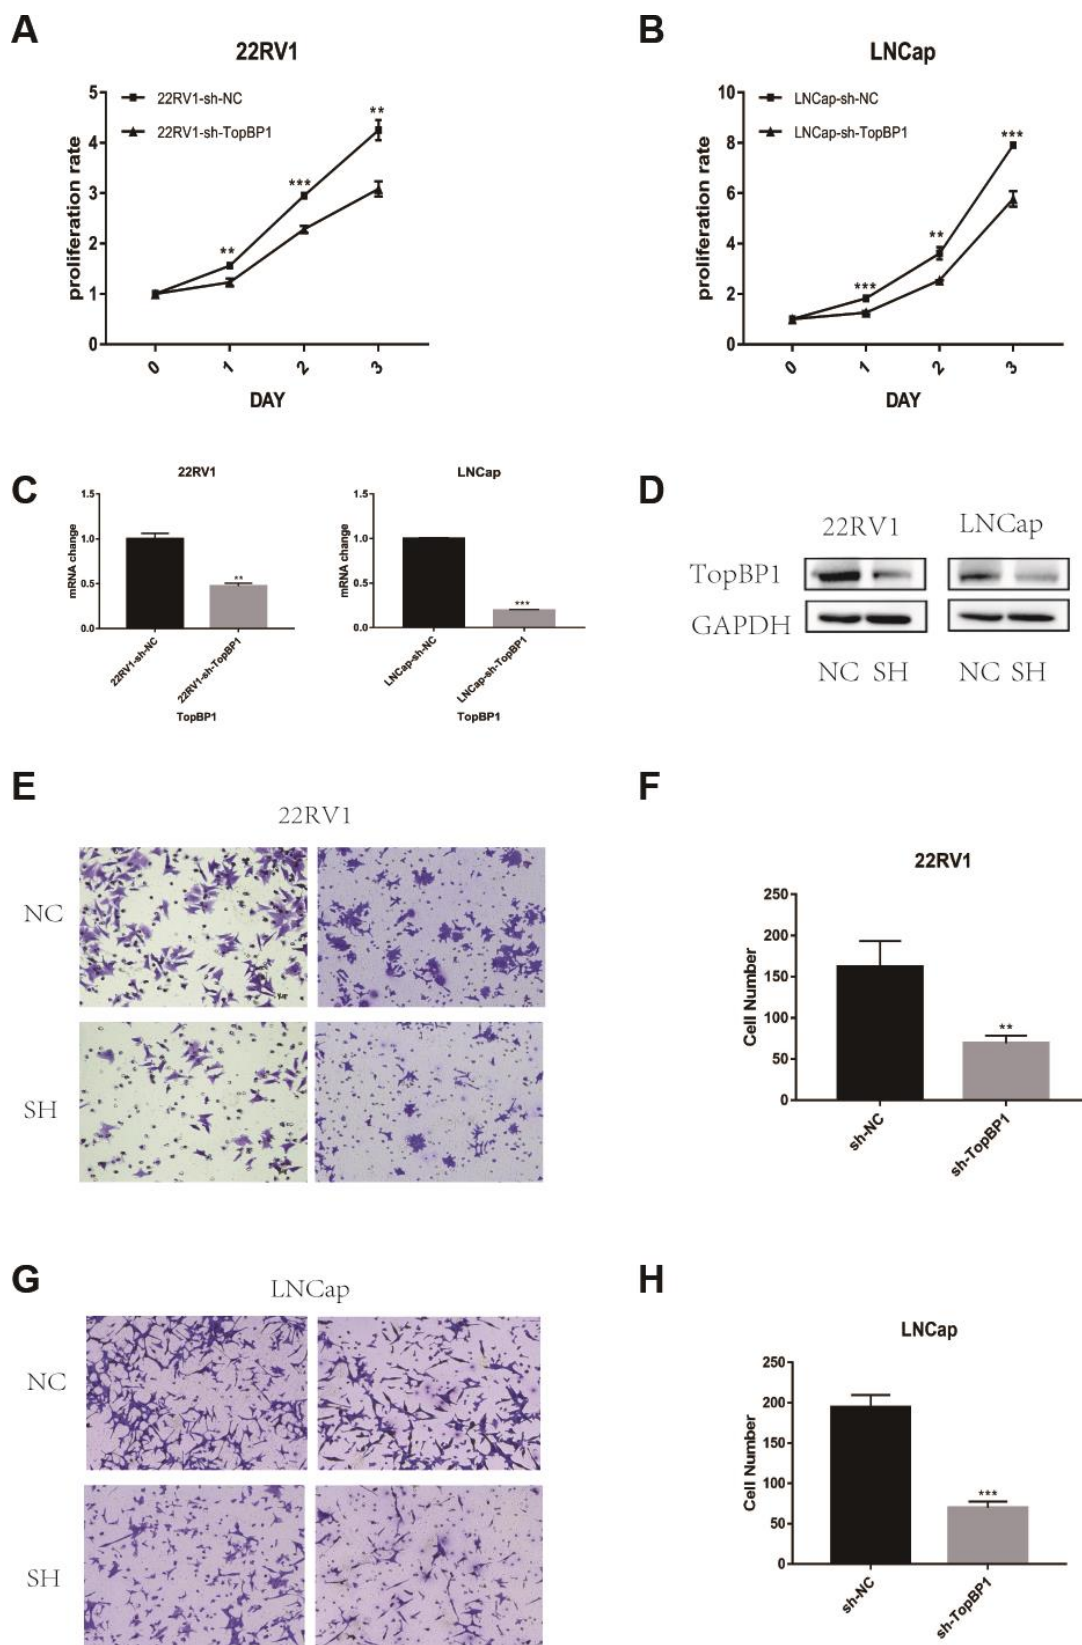 A
22RV1
5
4
3
2
1
0
proliferation rate
22RV1-sh-NC
22RV1-sh-TopBP1
**
***
**
0
1
2
3
DAY
B
LNCap
10
8
6
4
2
0
proliferation rate
LNCap-sh-NC
LNCap-sh-TopBP1
***
**
***
0
1
2
3
DAY
C
22RV1
1.5
1.0
0.5
0.0
mRNA change
**
22RV1-sh-NC
22RV1-sh-TopBP1
TopBP1
LNCap
1.5
1.0
0.5
0.0
mRNA change
***
LNCap-sh-NC
LNCap-sh-TopBP1
TopBP1
D
22RV1
LNCap
TopBP1
GAPDH
NC SH
NC SH
E
22RV1
NC
SH
F
22RV1
250
200
150
100
50
0
Cell Number
**
sh-NC
sh-TopBP1
G
LNCap
NC
SH
H
LNCap
250
200
150
100
50
0
Cell Number
***
sh-NC
sh-TopBP1